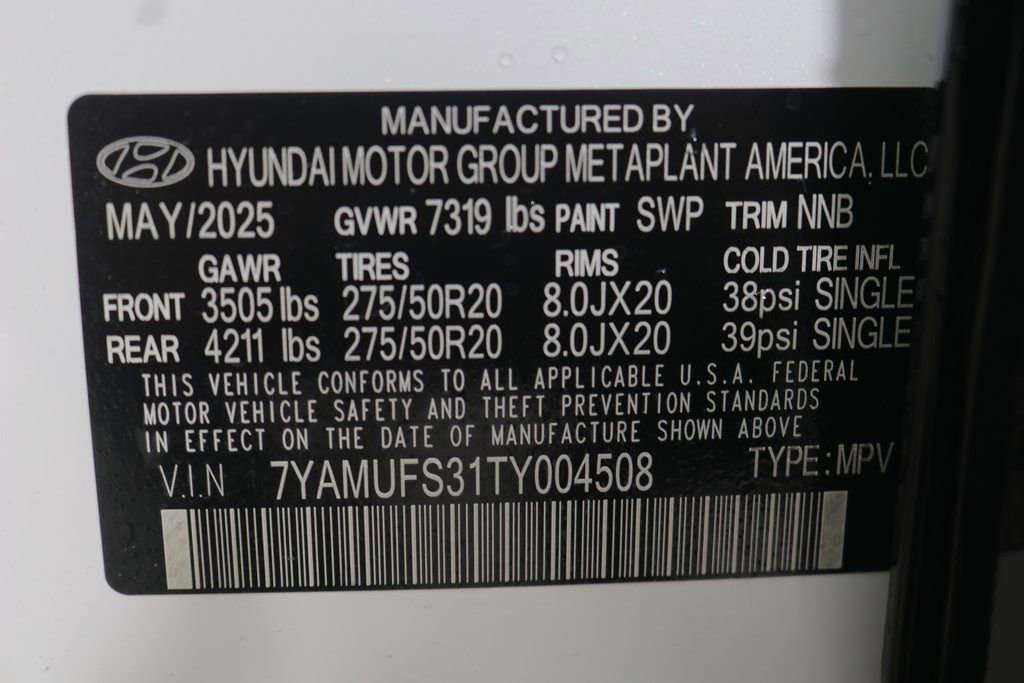 MANUFACTURED BY
HYUNDAI MOTOR GROUP METAPLANT AMERICA, LLC
MAY/2025 GVWR 7319 lbs PAINT SWP TRIM NNB
GAWR TIRES RIMS COLD TIRE INFL
FRONT 3505 lbs 275/50R20 8.0JX20 38psi SINGLE
REAR 4211 lbs 275/50R20 8.0JX20 39psi SINGLE
THIS VEHICLE CONFORMS TO ALL APPLICABLE U.S.A. FEDERAL
MOTOR VEHICLE SAFETY AND THEFT PREVENTION STANDARDS
IN EFFECT ON THE DATE OF MANUFACTURE SHOWN ABOVE
V.I.N 7YAMUFS31TY004508 TYPE:MPV